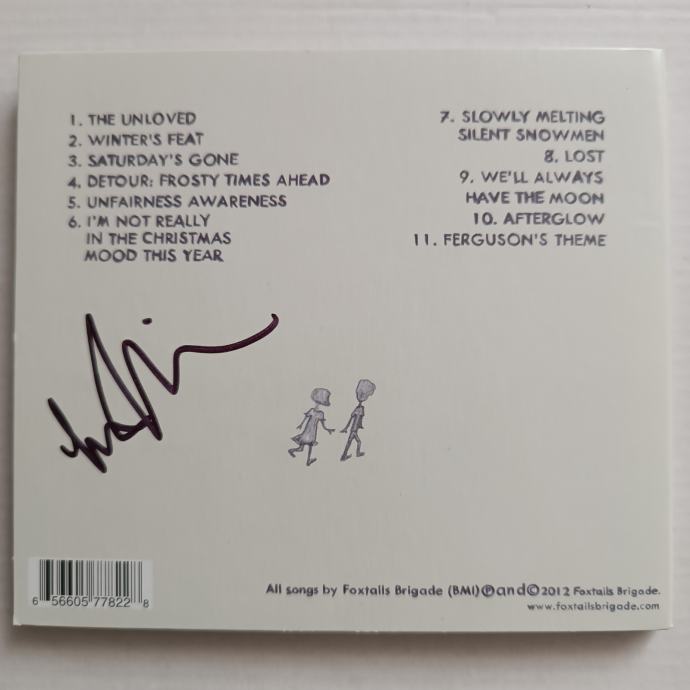 1. THE UNLOVED
2. WINTER'S FEAT
3. SATURDAY'S GONE
4. DETOUR: FROSTY TIMES AHEAD
5. UNFAIRNESS AWARENESS
6. I'M NOT REALLY
IN THE CHRISTMAS
MOOD THIS YEAR
7. SLOWLY MELTING
SILENT SNOWMEN
8. LOST
9. WE'LL ALWAYS
HAVE THE MOON
10. AFTERGLOW
11. FERGUSON'S THEME
6 56605 77822 8
All songs by Foxtails Brigade (BMI) ℗ and © 2012 Foxtails Brigade.
www.foxtailsbrigade.com